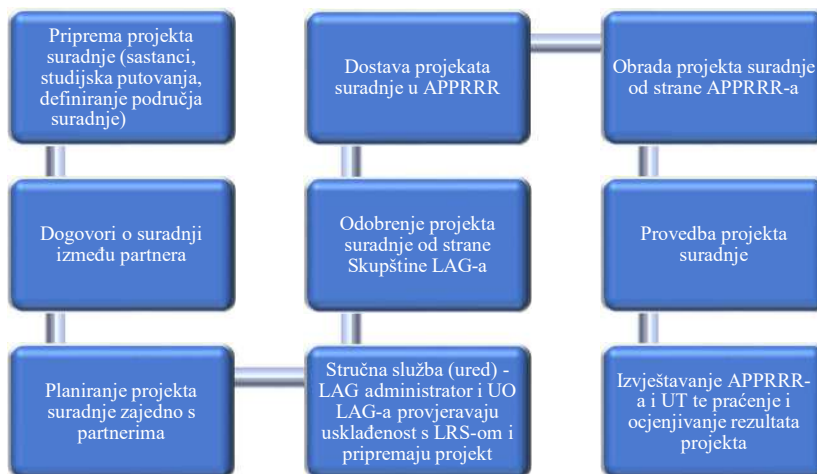 Priprema projekta
suradnje (sastanci,
studijska putovanja,
definiranje područja
suradnje)
Dogovori o suradnji
između partnera
Planiranje projekta
suradnje zajedno s
partnerima
Stručna služba (ured) -
LAG administrator i UO
LAG-a provjeravaju
usklađenost s LRS-om i
pripremaju projekt
Odobrenje projekta
suradnje od strane
Skupštine LAG-a
Dostava projekata
suradnje u APPRRR
Obrada projekta suradnje
od strane APPRRR-a
Provedba projekta
suradnje
Izvještavanje APPRRR-
a i UT te praćenje i
ocjenjivanje rezultata
projekta